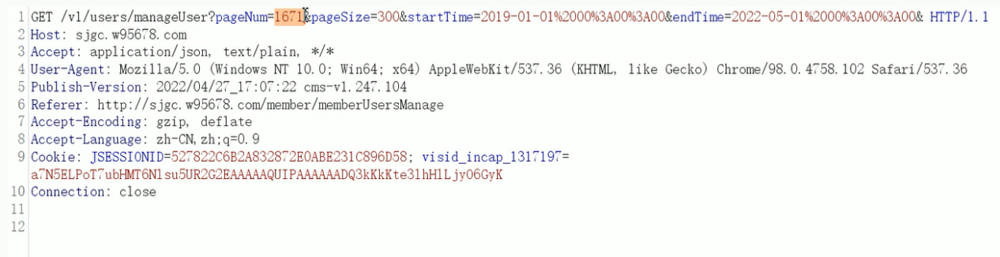 1 GET /v1/users/manageUser?pageNum=1671&pageSize=300&startTime=2019-01-01%2000%3A00%3A00&endTime=2022-05-01%2000%3A00%3A00& HTTP/1.1
2 Host: sjgc.w95678.com
3 Accept: application/json, text/plain, */*
4 User-Agent: Mozilla/5.0 (Windows NT 10.0; Win64; x64) AppleWebKit/537.36 (KHTML, like Gecko) Chrome/98.0.4758.102 Safari/537.36
5 Publish-Version: 2022/04/27_17:07:22 cms-v1.247.104
6 Referer: http://sjgc.w95678.com/member/memberUsersManage
7 Accept-Encoding: gzip, deflate
8 Accept-Language: zh-CN,zh;q=0.9
9 Cookie: JSESSIONID=527822C6B2A832872E0ABE231C896D58; visid_incap_1317197=
a7N5ELPoT7ubHMT6N1su5UR2G2EAAAAAQUIPAAAAAADQ3kKkKte3lhHlLjyO6GyK
10 Connection: close
11
12